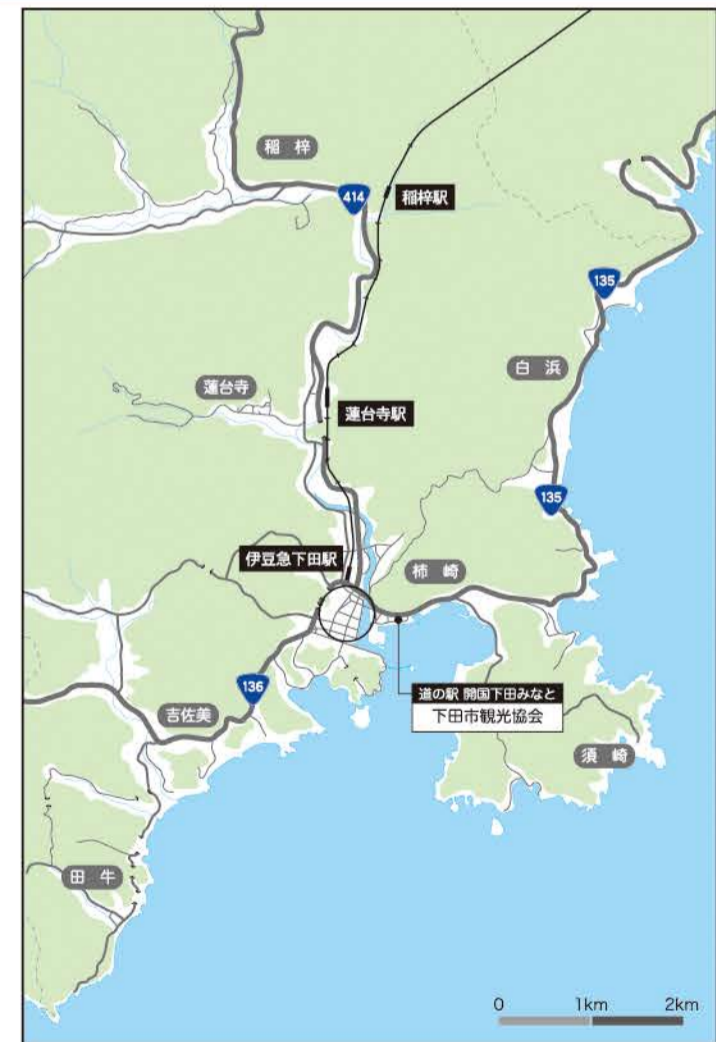 稲梓
414
稲梓駅
135
白浜
蓮台寺
蓮台寺駅
135
伊豆急下田駅
柿崎
136
道の駅 開国下田みなと
下田市観光協会
吉佐美
須崎
田牛
0 1km 2km